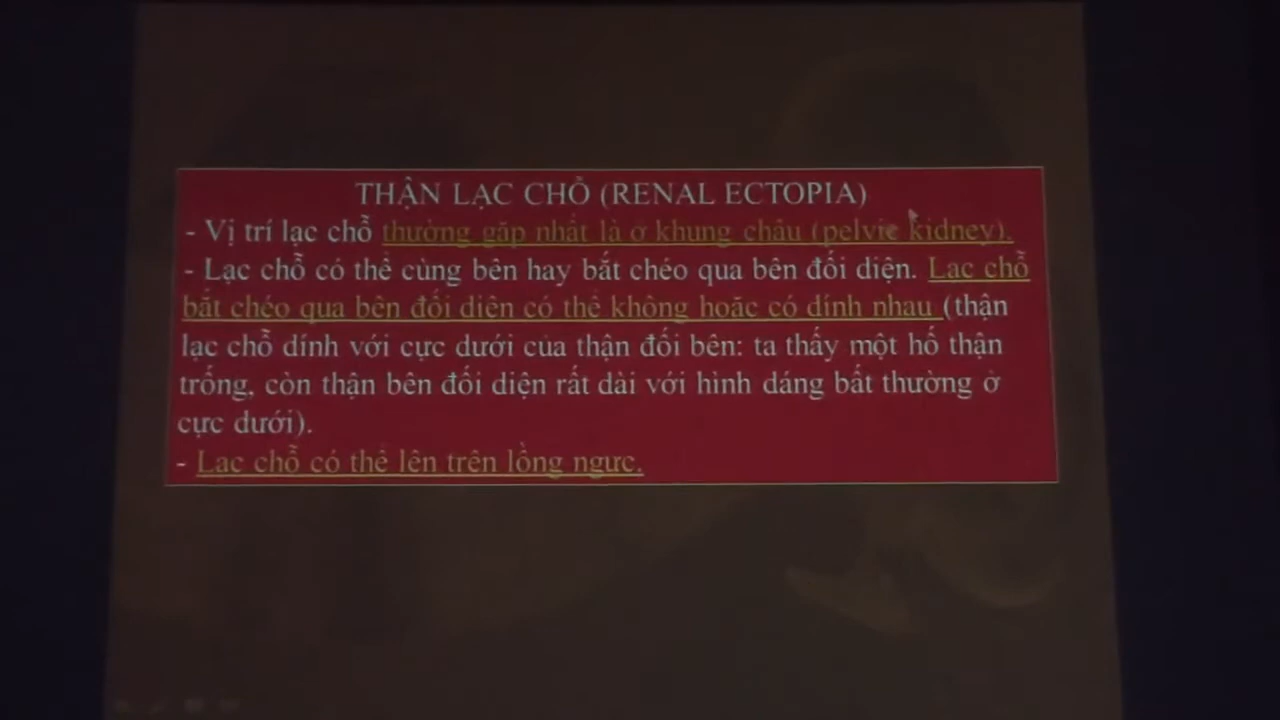 THẬN LẠC CHỖ (RENAL ECTOPIA)
- Vị trí lạc chỗ thường gặp nhất là ở khung chậu (pelvic kidney).
- Lạc chỗ có thể cùng bên hay bắt chéo qua bên đối diện. Lạc chỗ
bắt chéo qua bên đối diện có thể không hoặc có dính nhau (thận
lạc chỗ dính với cực dưới của thận đối bên: ta thấy một hố thận
trống, còn thận bên đối diện rất dài với hình dáng bất thường ở
cực dưới).
- Lạc chỗ có thể lên trên lồng ngực.